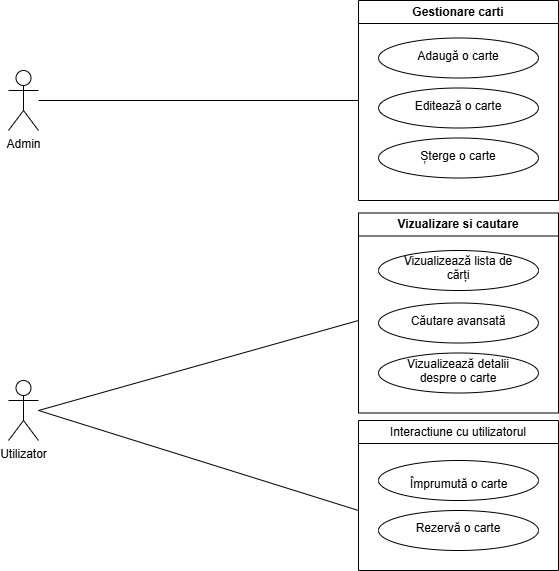 Gestionare carti
Adaugă o carte
Editează o carte
Șterge o carte
Admin
Vizualizare si cautare
Vizualizează lista de
cărți
Căutare avansată
Vizualizează detalii
despre o carte
Utilizator
Interactiune cu utilizatorul
Împrumută o carte
Rezervă o carte